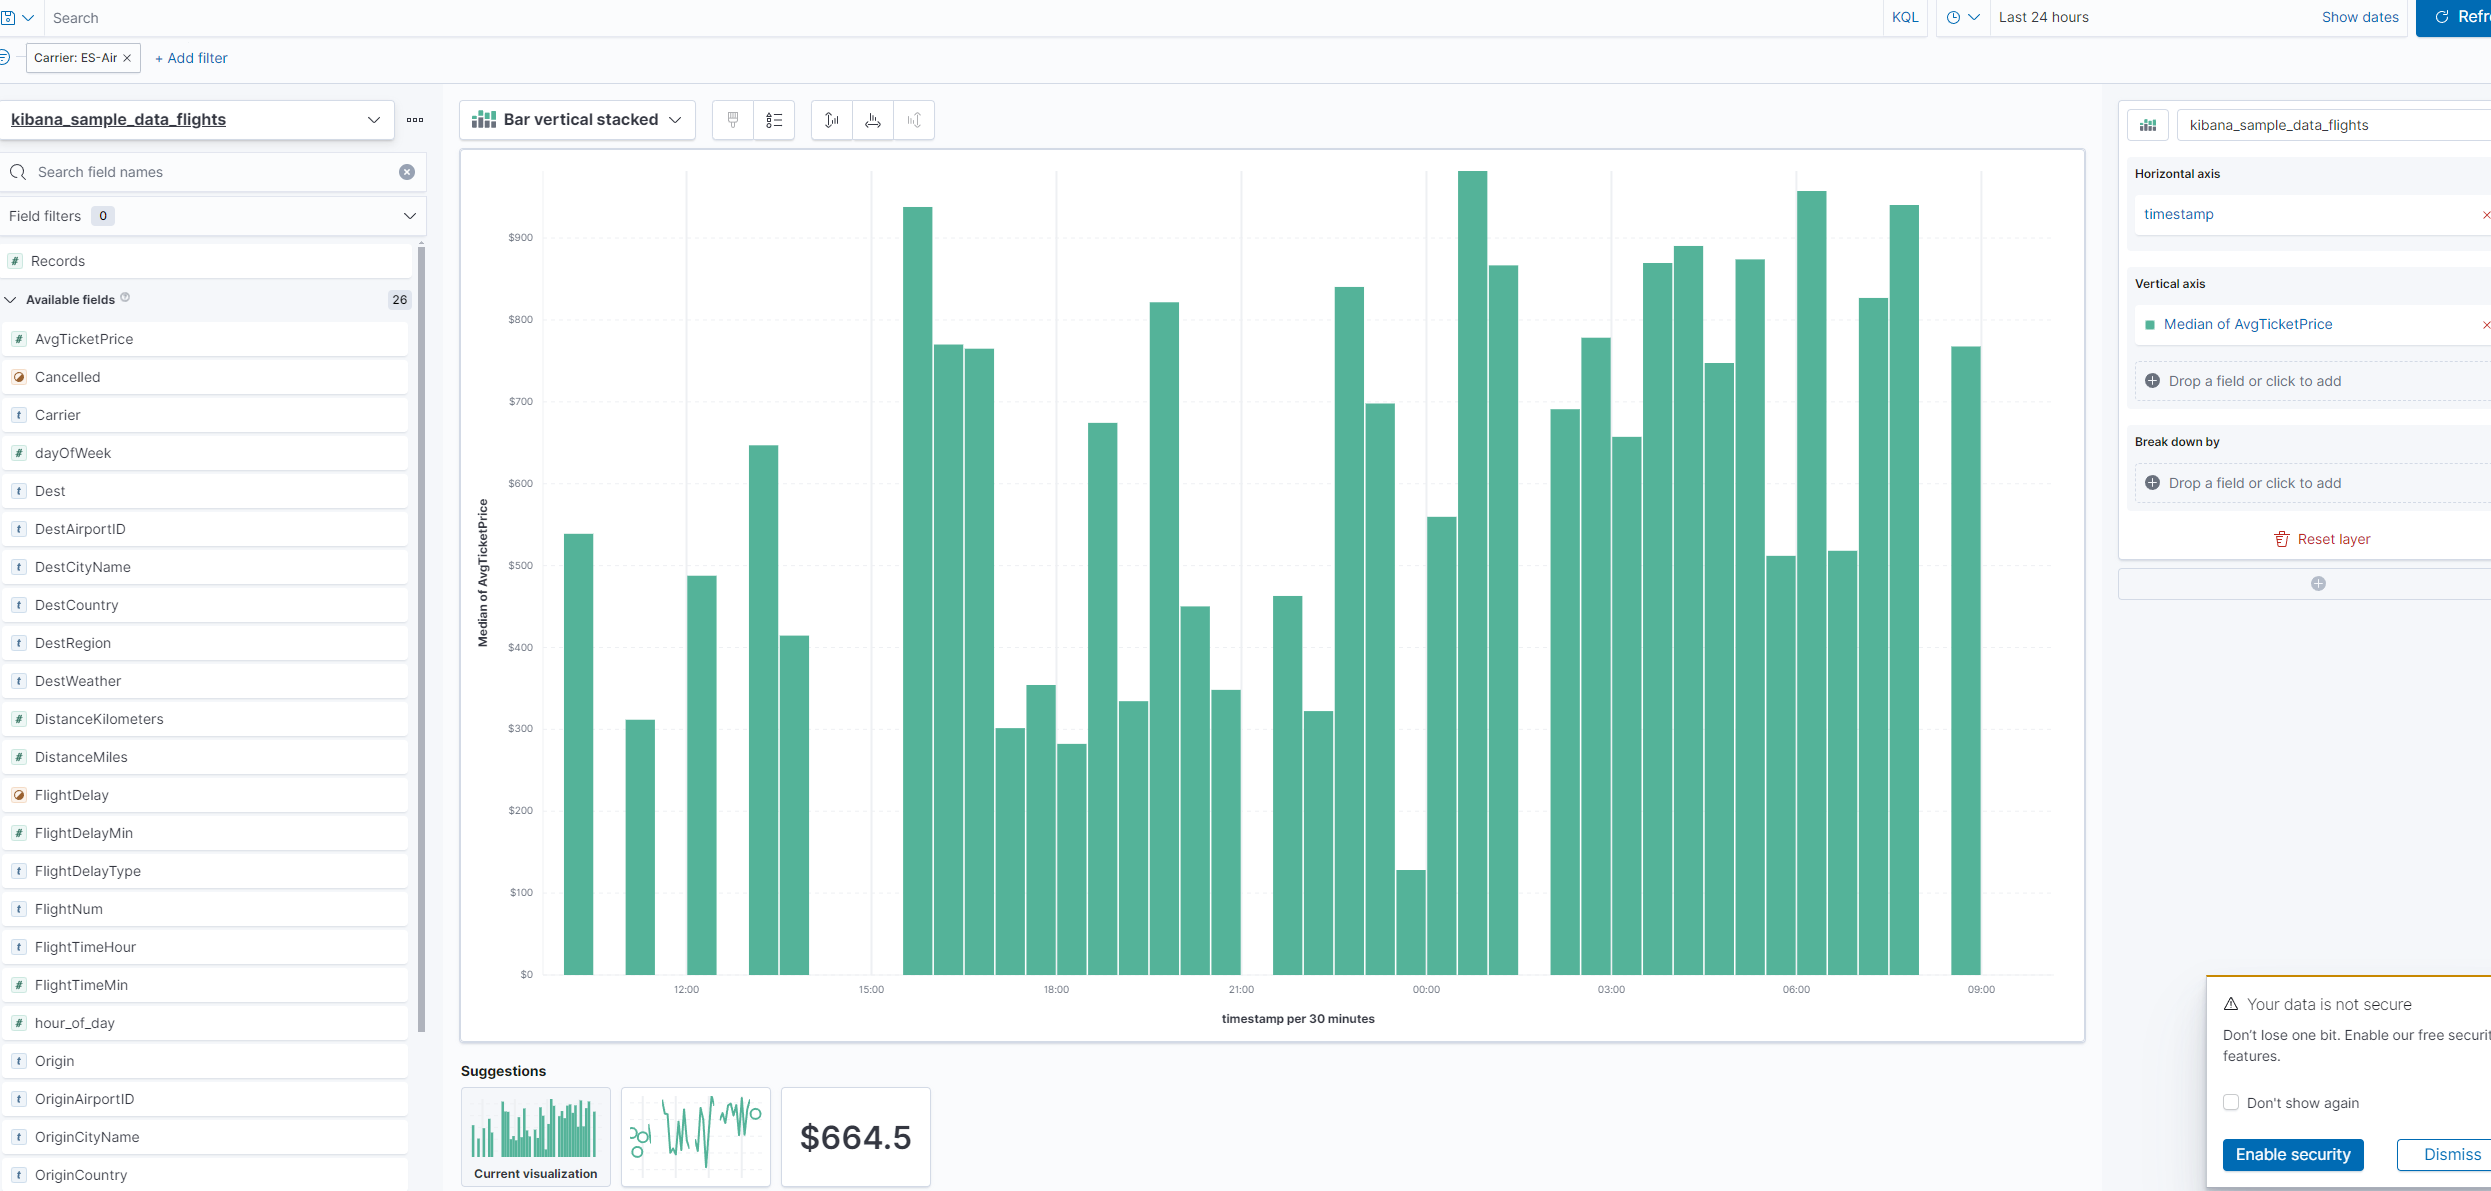 Search KQL Last 24 hours Show dates Refr
Carrier: ES-Air × + Add filter
kibana_sample_data_flights
Search field names
Field filters 0
# Records
Available fields 26
# AvgTicketPrice
Cancelled
t Carrier
# dayOfWeek
t Dest
t DestAirportID
t DestCityName
t DestCountry
t DestRegion
t DestWeather
# DistanceKilometers
# DistanceMiles
FlightDelay
# FlightDelayMin
t FlightDelayType
t FlightNum
t FlightTimeHour
# FlightTimeMin
# hour_of_day
t Origin
t OriginAirportID
t OriginCityName
t OriginCountry
Bar vertical stacked
Median of AvgTicketPrice
$900
$800
$700
$600
$500
$400
$300
$200
$100
$0
12:00 15:00 18:00 21:00 00:00 03:00 06:00 09:00
timestamp per 30 minutes
Suggestions
Current visualization
$664.5
kibana_sample_data_flights
Horizontal axis
timestamp
Vertical axis
Median of AvgTicketPrice
Drop a field or click to add
Break down by
Drop a field or click to add
Reset layer
Your data is not secure
Don't lose one bit. Enable our free securit
features.
Don't show again
Enable security Dismiss